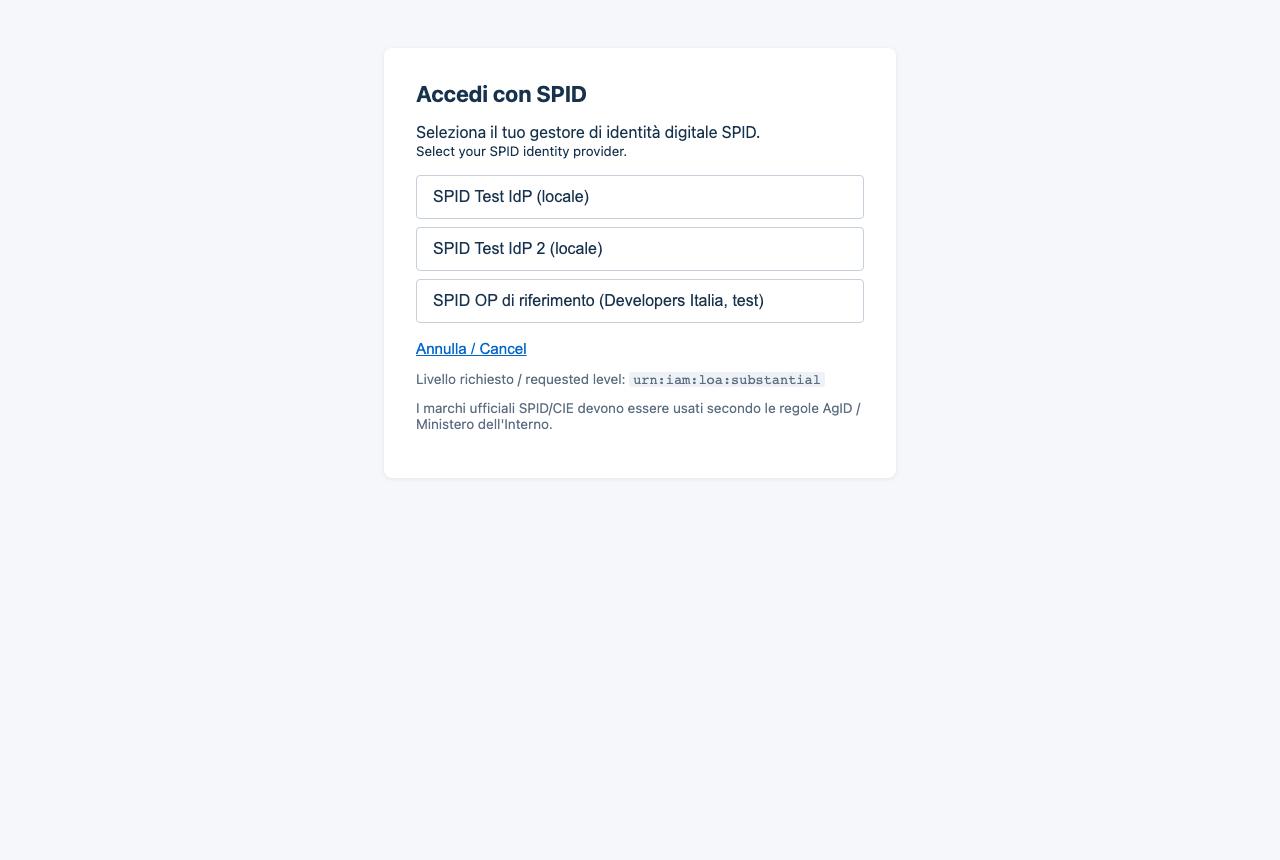 Accedi con SPID
Seleziona il tuo gestore di identità digitale SPID.
Select your SPID identity provider.
SPID Test IdP (locale)
SPID Test IdP 2 (locale)
SPID OP di riferimento (Developers Italia, test)
Annulla / Cancel
Livello richiesto / requested level: urn:iam:loa:substantial
I marchi ufficiali SPID/CIE devono essere usati secondo le regole AgID /
Ministero dell'Interno.